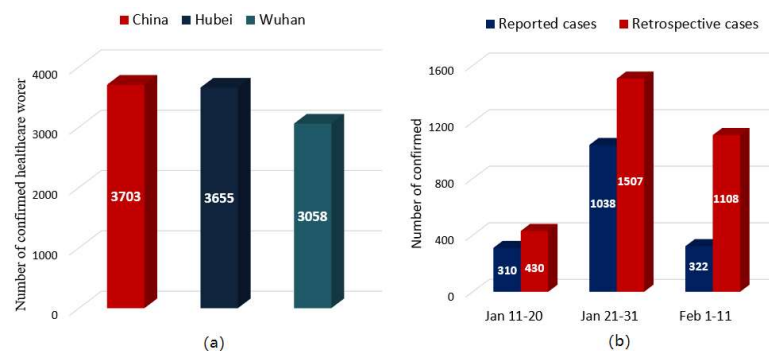 China Hubei Wuhan
Number of confirmed healthcare worer
4000
3000
2000
1000
0
3703
3655
3058
(a)
Reported cases Retrospective cases
Number of confirmed
1600
1200
800
400
0
310
430
1038
1507
322
1108
Jan 11-20 Jan 21-31 Feb 1-11
(b)